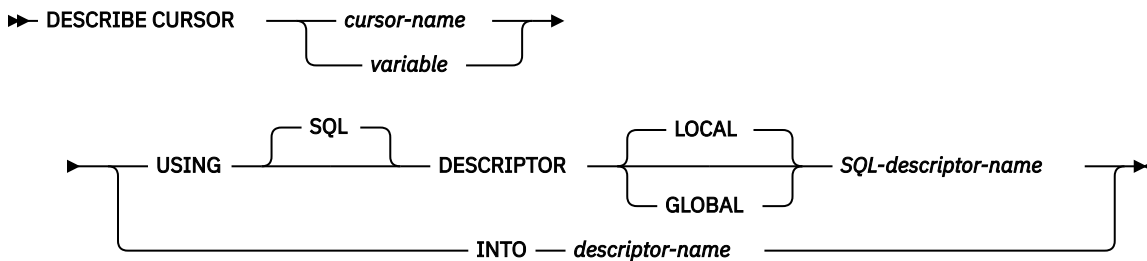 DESCRIBE CURSOR cursor-name
variable
SQL LOCAL
USING DESCRIPTOR SQL-descriptor-name
GLOBAL
INTO descriptor-name